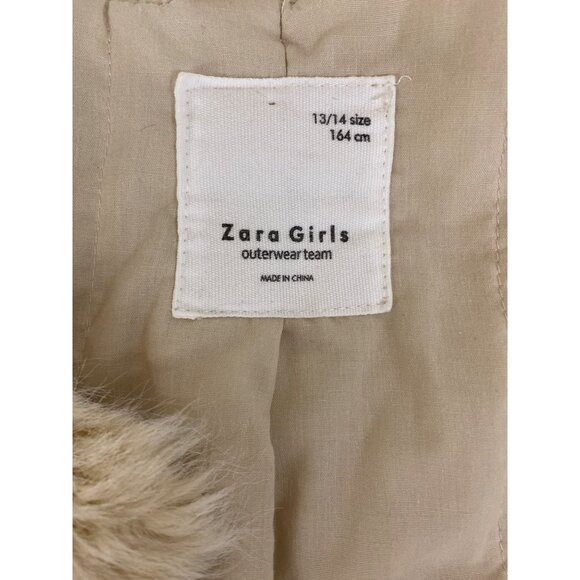 13/14 size
164 cm
Zara Girls
outerwear team
MADE IN CHINA